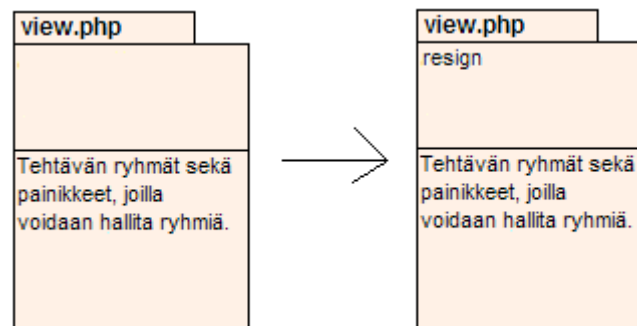 view.php
Tehtävän ryhmät sekä
painikkeet, joilla
voidaan hallita ryhmiä.
view.php
resign
Tehtävän ryhmät sekä
painikkeet, joilla
voidaan hallita ryhmiä.